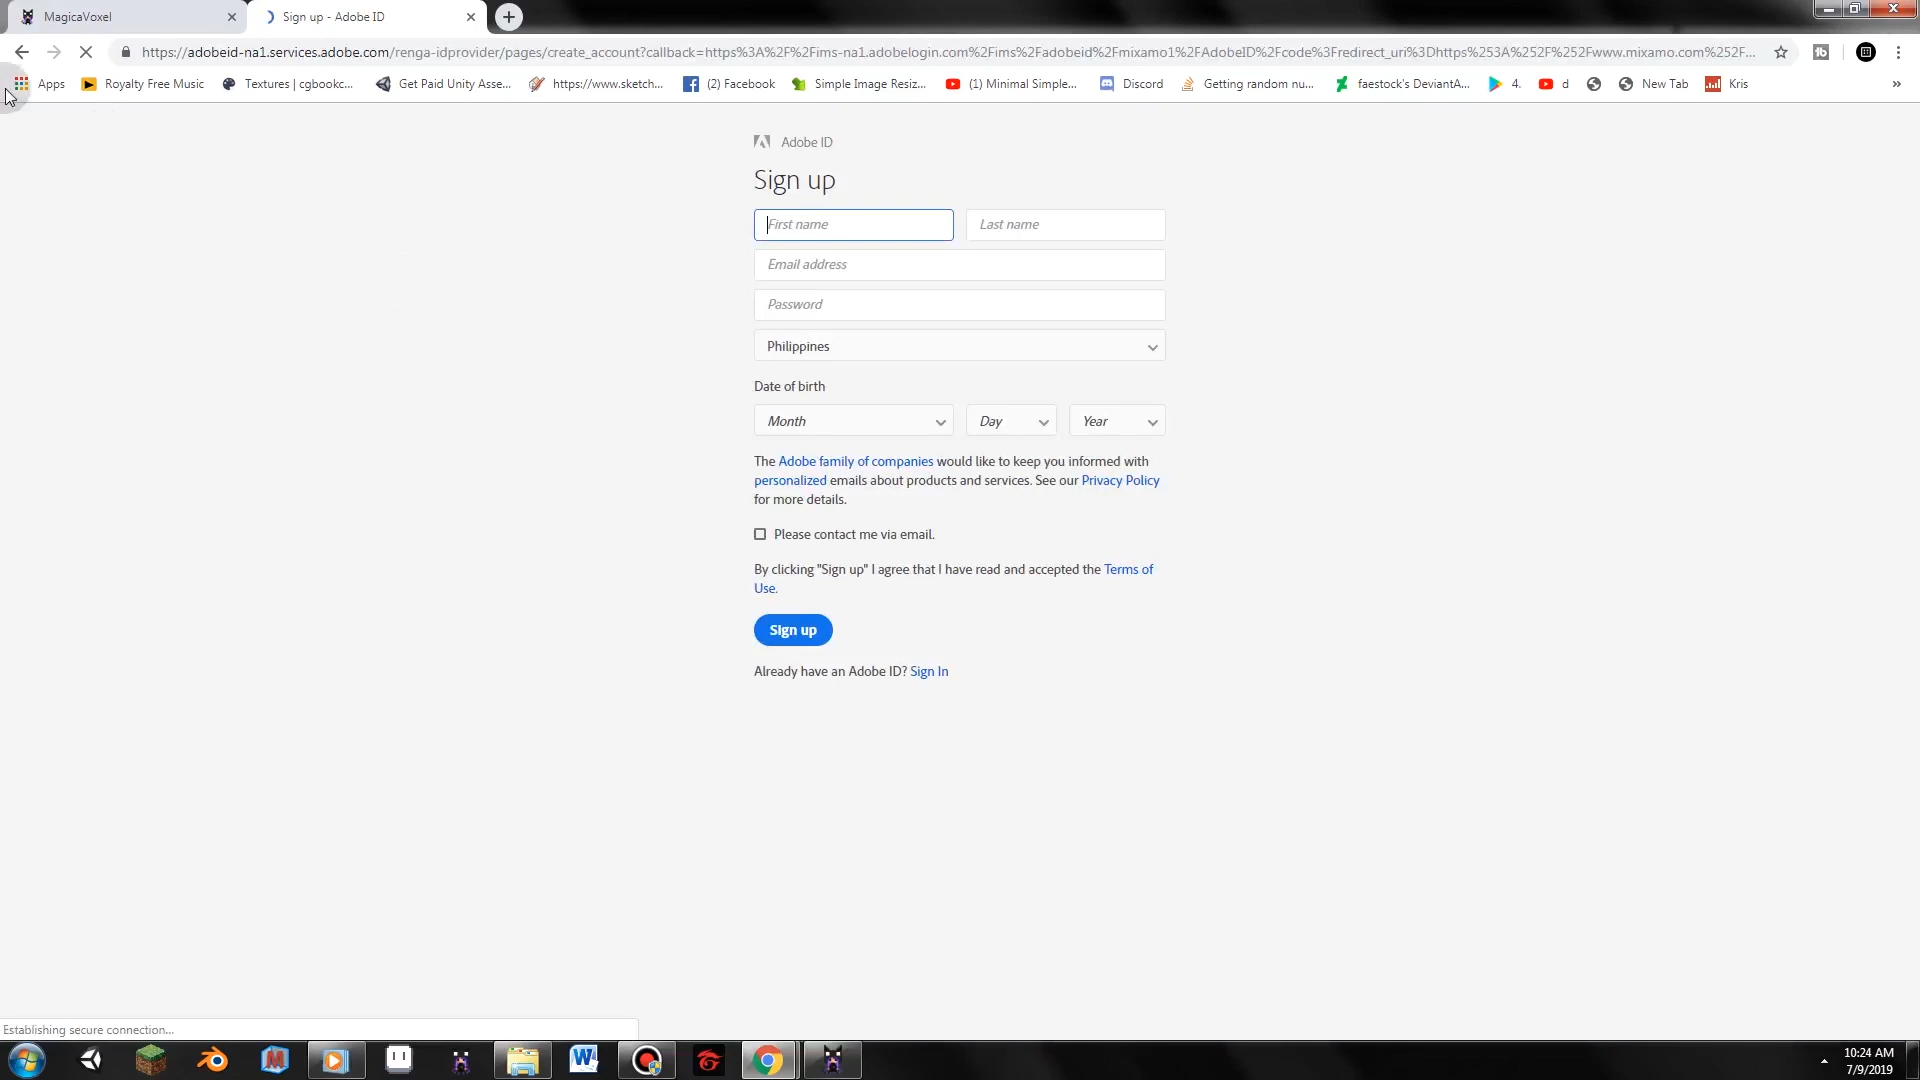 MagicaVoxel
Sign up - Adobe ID
https://adobeid-na1.services.adobe.com/renga-idprovider/pages/create_account?callback=https%3A%2F%2Fims-na1.adobelogin.com%2Fims%2Fadobeid%2Fmixamo1%2FAdobeID%2Fcode%3Fredirect_uri%3Dhttps%253A%252F%252Fwww.mixamo.com%252F...
Apps Royalty Free Music Textures | cgbookc... Get Paid Unity Asse... https://www.sketch... (2) Facebook Simple Image Resiz... (1) Minimal Simple... Discord Getting random nu... faestock's DeviantA... 4. d New Tab Kris »
Adobe ID
Sign up
First name Last name
Email address
Password
Philippines
Date of birth
Month Day Year
The Adobe family of companies would like to keep you informed with
personalized emails about products and services. See our Privacy Policy
for more details.
Please contact me via email.
By clicking "Sign up" I agree that I have read and accepted the Terms of
Use.
Sign up
Already have an Adobe ID? Sign In
Establishing secure connection...
10:24 AM
7/9/2019